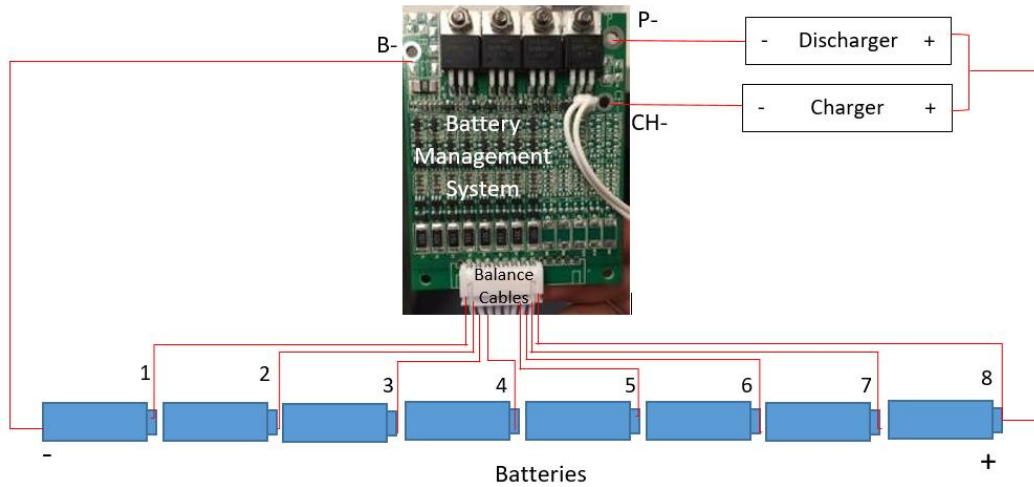 P-
B-
- Discharger +
- Charger +
CH-
Battery
Management
System
Balance
Cables
1 2 3 4 5 6 7 8
- +
Batteries